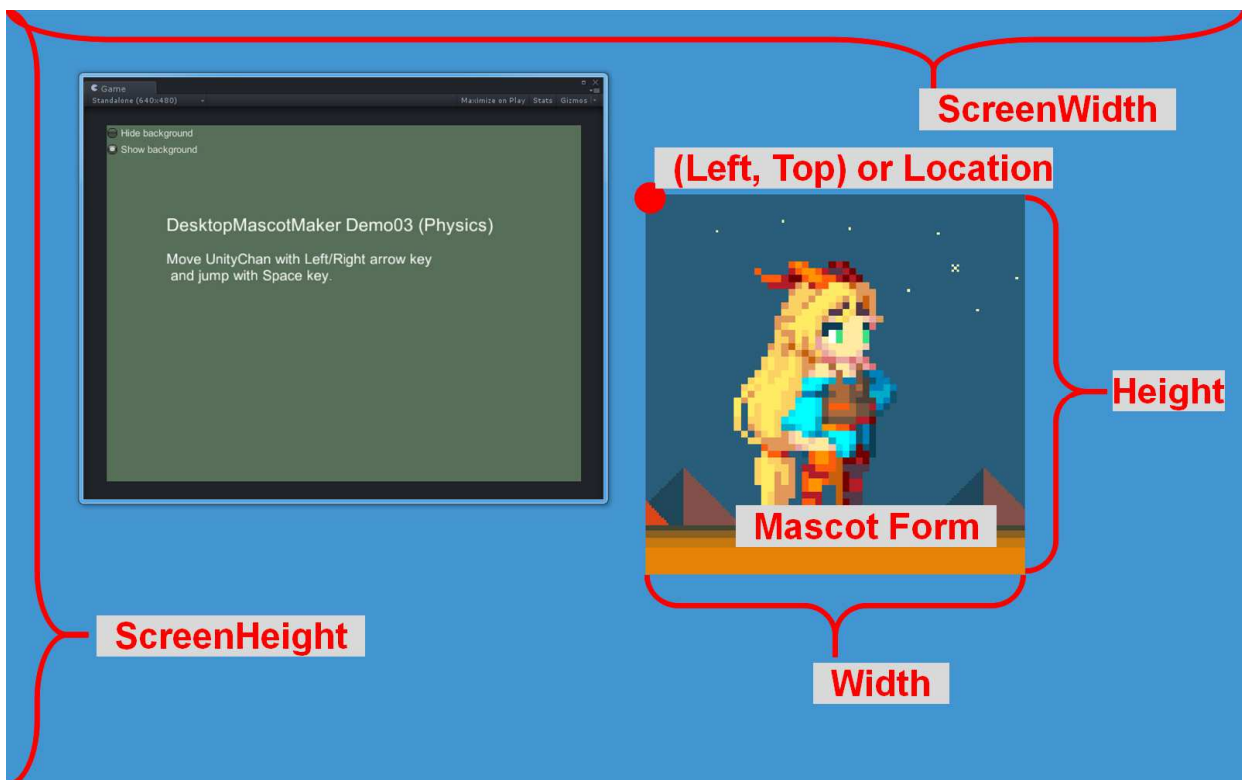 ScreenWidth
Game
Standalone (640x480)
Maximize on Play Stats Gizmos
Hide background
Show background
DesktopMascotMaker Demo03 (Physics)
Move UnityChan with Left/Right arrow key
and jump with Space key.
(Left, Top) or Location
Height
Mascot Form
ScreenHeight
Width